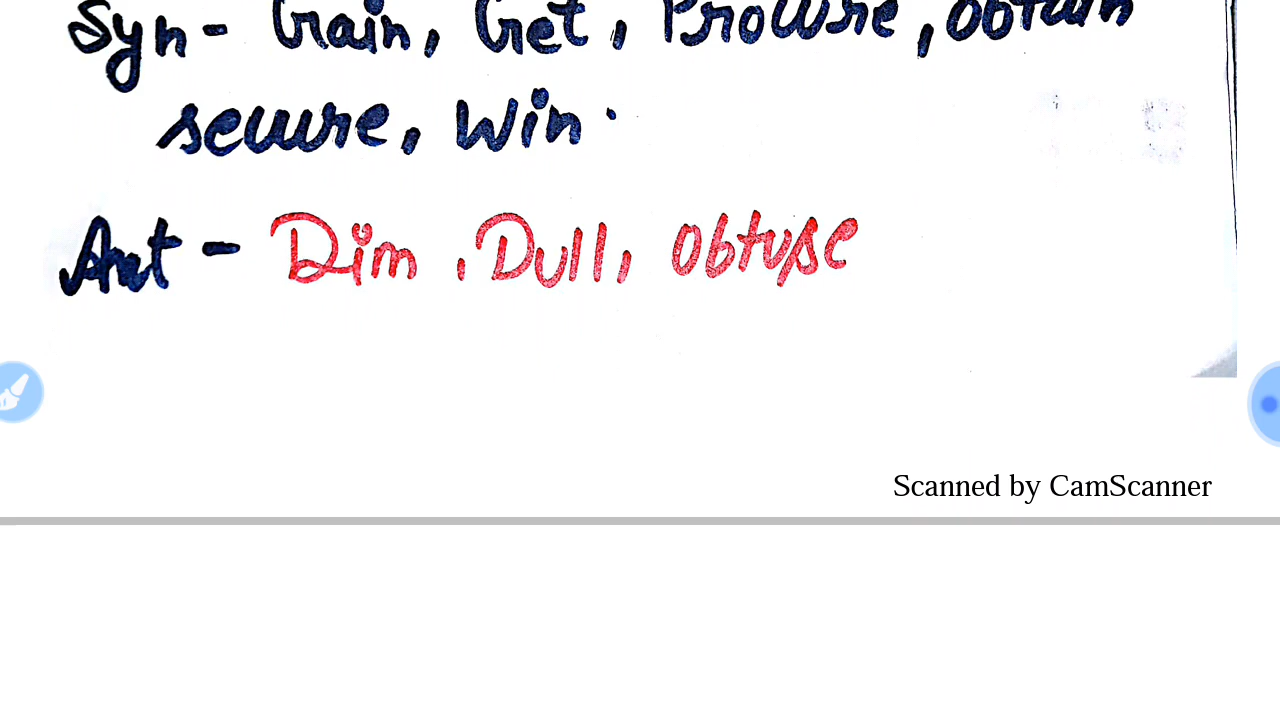 Syn- Gain, Get, Procure, obtain
secure, Win.
Ant - Dim, Dull, obtuse
Scanned by CamScanner